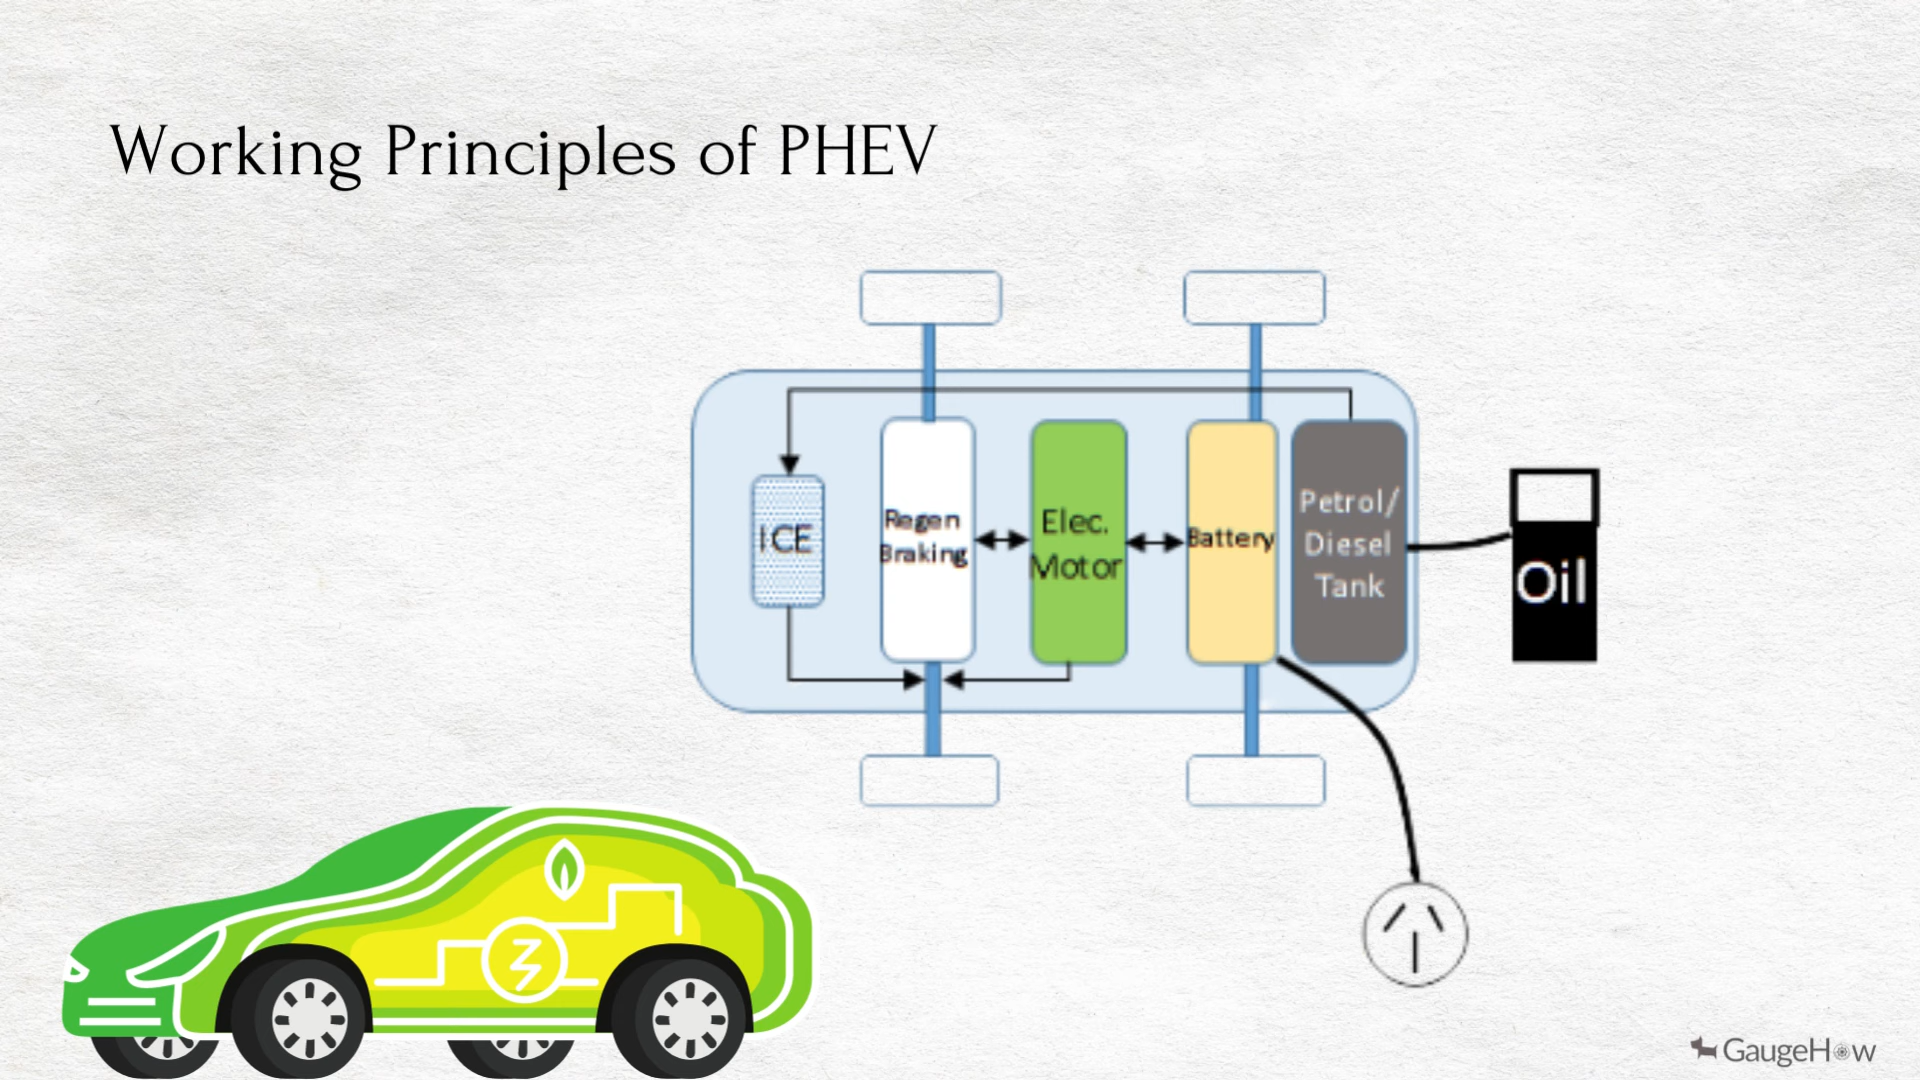 Working Principles of PHEV
ICE
Regen
Braking
Elec.
Motor
Battery
Petrol/
Diesel
Tank
Oil
GaugeHow